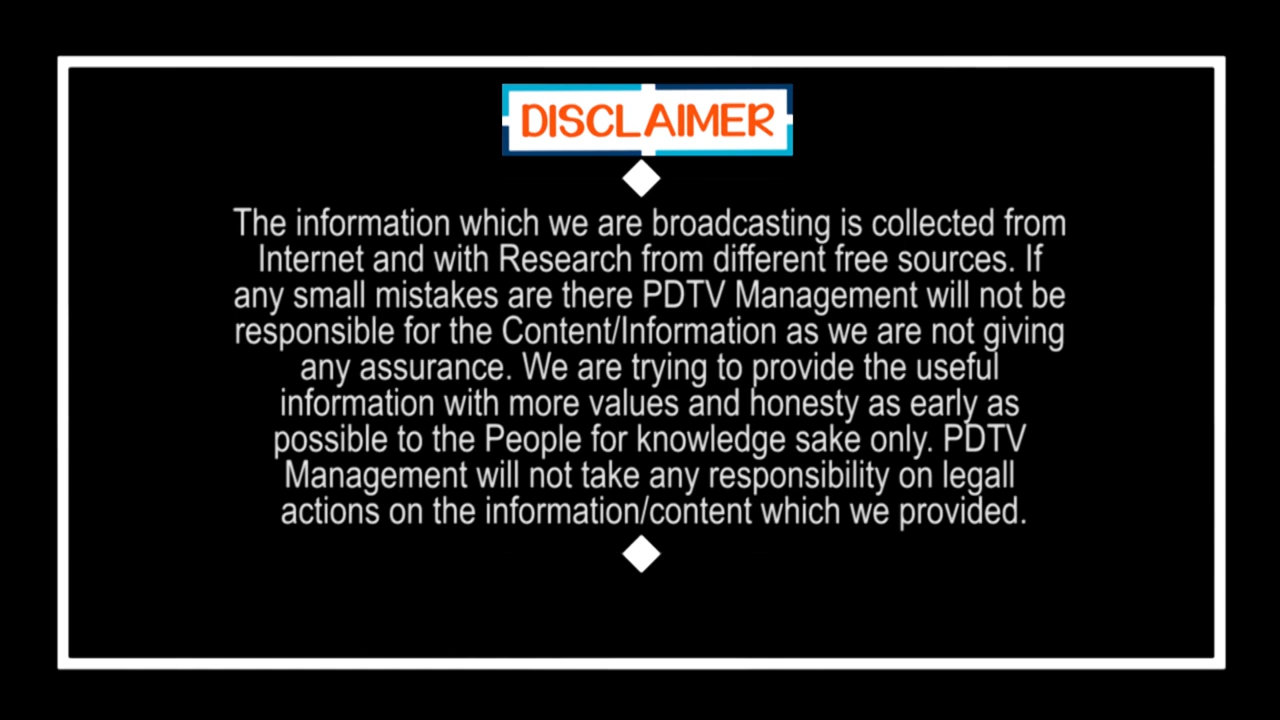 DISCLAIMER
The information which we are broadcasting is collected from
Internet and with Research from different free sources. If
any small mistakes are there PDTV Management will not be
responsible for the Content/Information as we are not giving
any assurance. We are trying to provide the useful
information with more values and honesty as early as
possible to the People for knowledge sake only. PDTV
Management will not take any responsibility on legall
actions on the information/content which we provided.